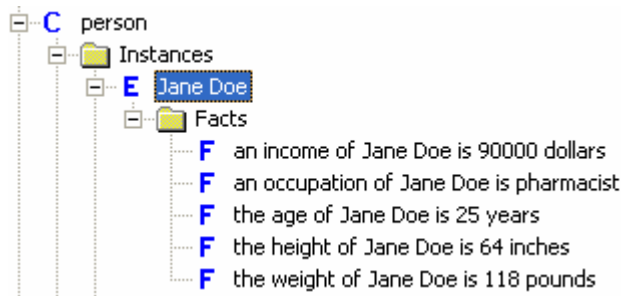 C person
Instances
E Jane Doe
Facts
F an income of Jane Doe is 90000 dollars
F an occupation of Jane Doe is pharmacist
F the age of Jane Doe is 25 years
F the height of Jane Doe is 64 inches
F the weight of Jane Doe is 118 pounds